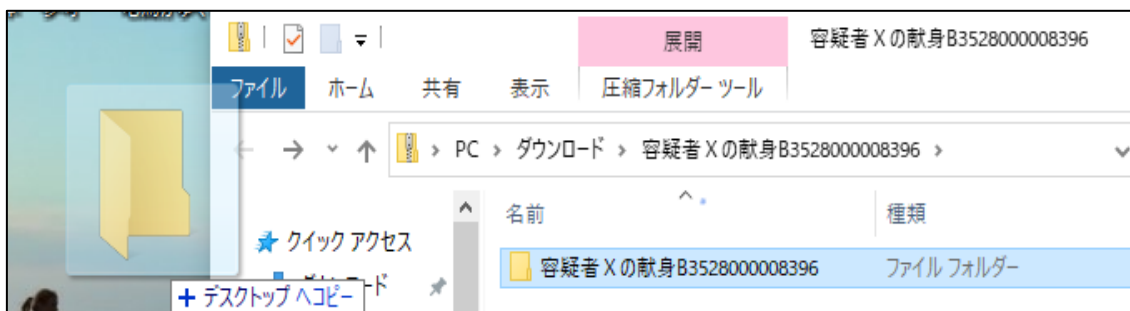 展開
容疑者Xの献身B3528000008396
ファイル ホーム 共有 表示 圧縮フォルダー ツール
PC › ダウンロード › 容疑者Xの献身B3528000008396 ›
名前 種類
クイック アクセス
容疑者Xの献身B3528000008396 ファイル フォルダー
+ デスクトップ へコピー